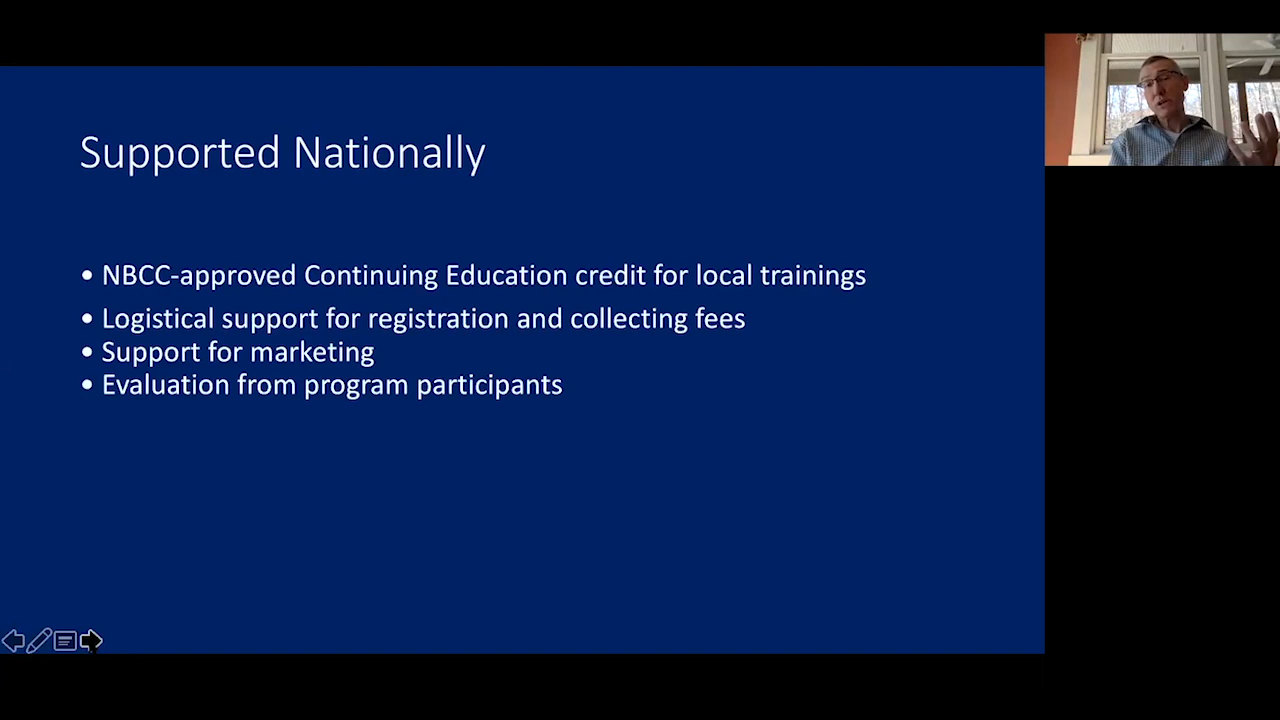 Supported Nationally
• NBCC-approved Continuing Education credit for local trainings
• Logistical support for registration and collecting fees
• Support for marketing
• Evaluation from program participants